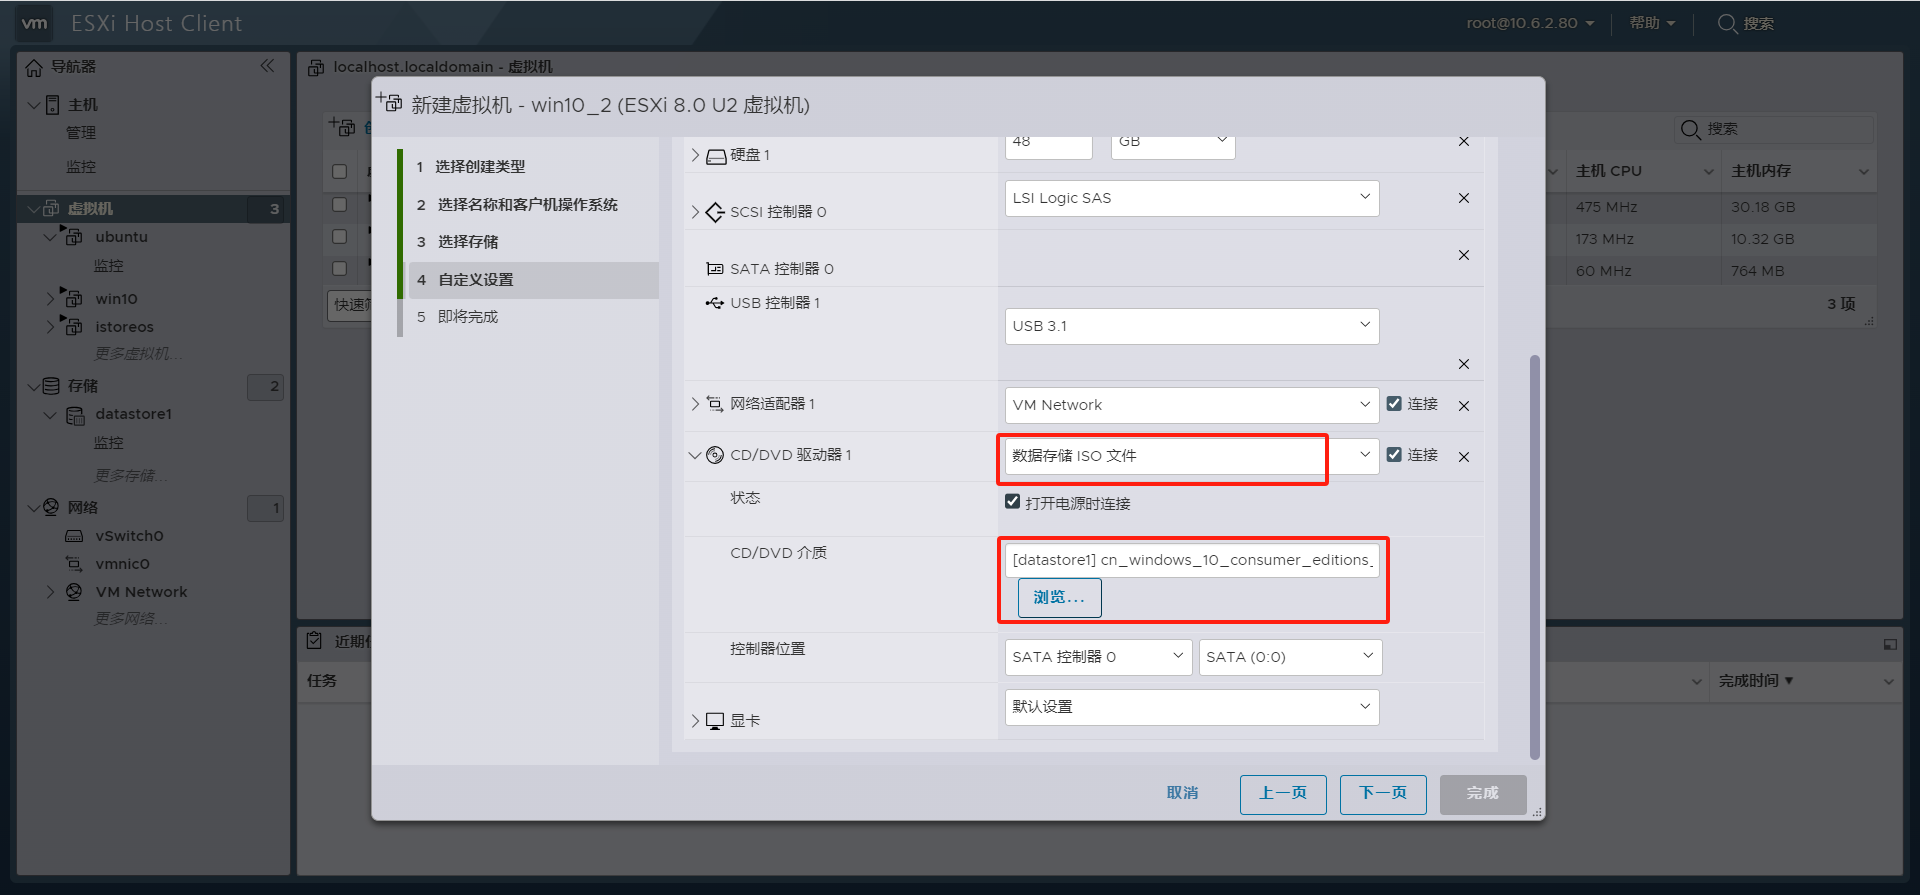 vm ESXi Host Client
root@10.6.2.80
帮助
搜索
导航器
主机
管理
监控
虚拟机 3
ubuntu
监控
win10
istoreos
更多虚拟机...
存储 2
datastore1
监控
更多存储...
网络 1
vSwitch0
vmnic0
VM Network
更多网络...
localhost.localdomain - 虚拟机
搜索
主机 CPU 主机内存
475 MHz 30.18 GB
173 MHz 10.32 GB
60 MHz 764 MB
快速
3 项
新建虚拟机 - win10_2 (ESXi 8.0 U2 虚拟机)
1 选择创建类型
2 选择名称和客户机操作系统
3 选择存储
4 自定义设置
5 即将完成
硬盘 1 48 GB
SCSI 控制器 0 LSI Logic SAS
SATA 控制器 0
USB 控制器 1
USB 3.1
网络适配器 1 VM Network 连接
CD/DVD 驱动器 1 数据存储 ISO 文件 连接
状态 打开电源时连接
CD/DVD 介质 [datastore1] cn_windows_10_consumer_editions_
浏览...
控制器位置 SATA 控制器 0 SATA (0:0)
显卡 默认设置
取消 上一页 下一页 完成
近期
任务
完成时间